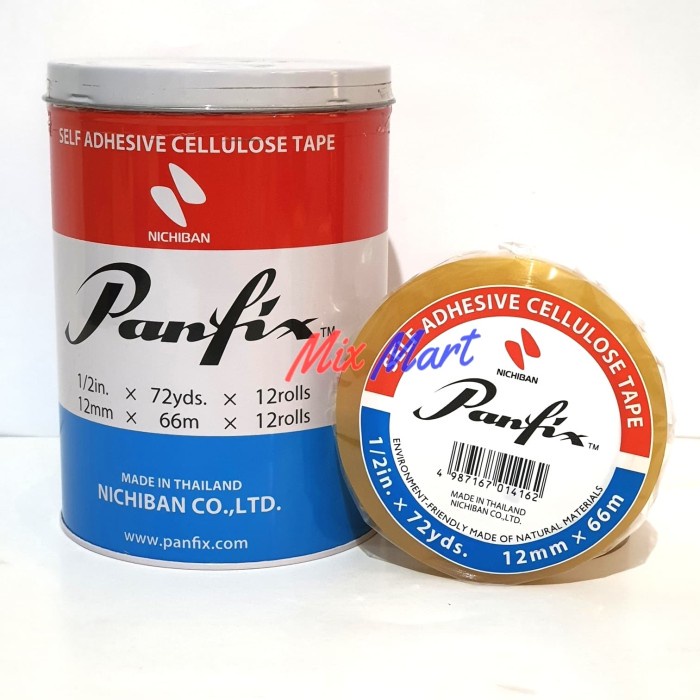 SELF ADHESIVE CELLULOSE TAPE
NICHIBAN
Panfix™
1/2in. × 72yds. × 12rolls
12mm × 66m × 12rolls
MADE IN THAILAND
NICHIBAN CO.,LTD.
www.panfix.com
Mix Mart
SELF ADHESIVE CELLULOSE TAPE
NICHIBAN
Panfix™
4 987167 014162
MADE IN THAILAND
NICHIBAN CO.,LTD.
ENVIRONMENT-FRIENDLY MADE OF NATURAL MATERIALS
1/2in. × 72yds. 12mm × 66m